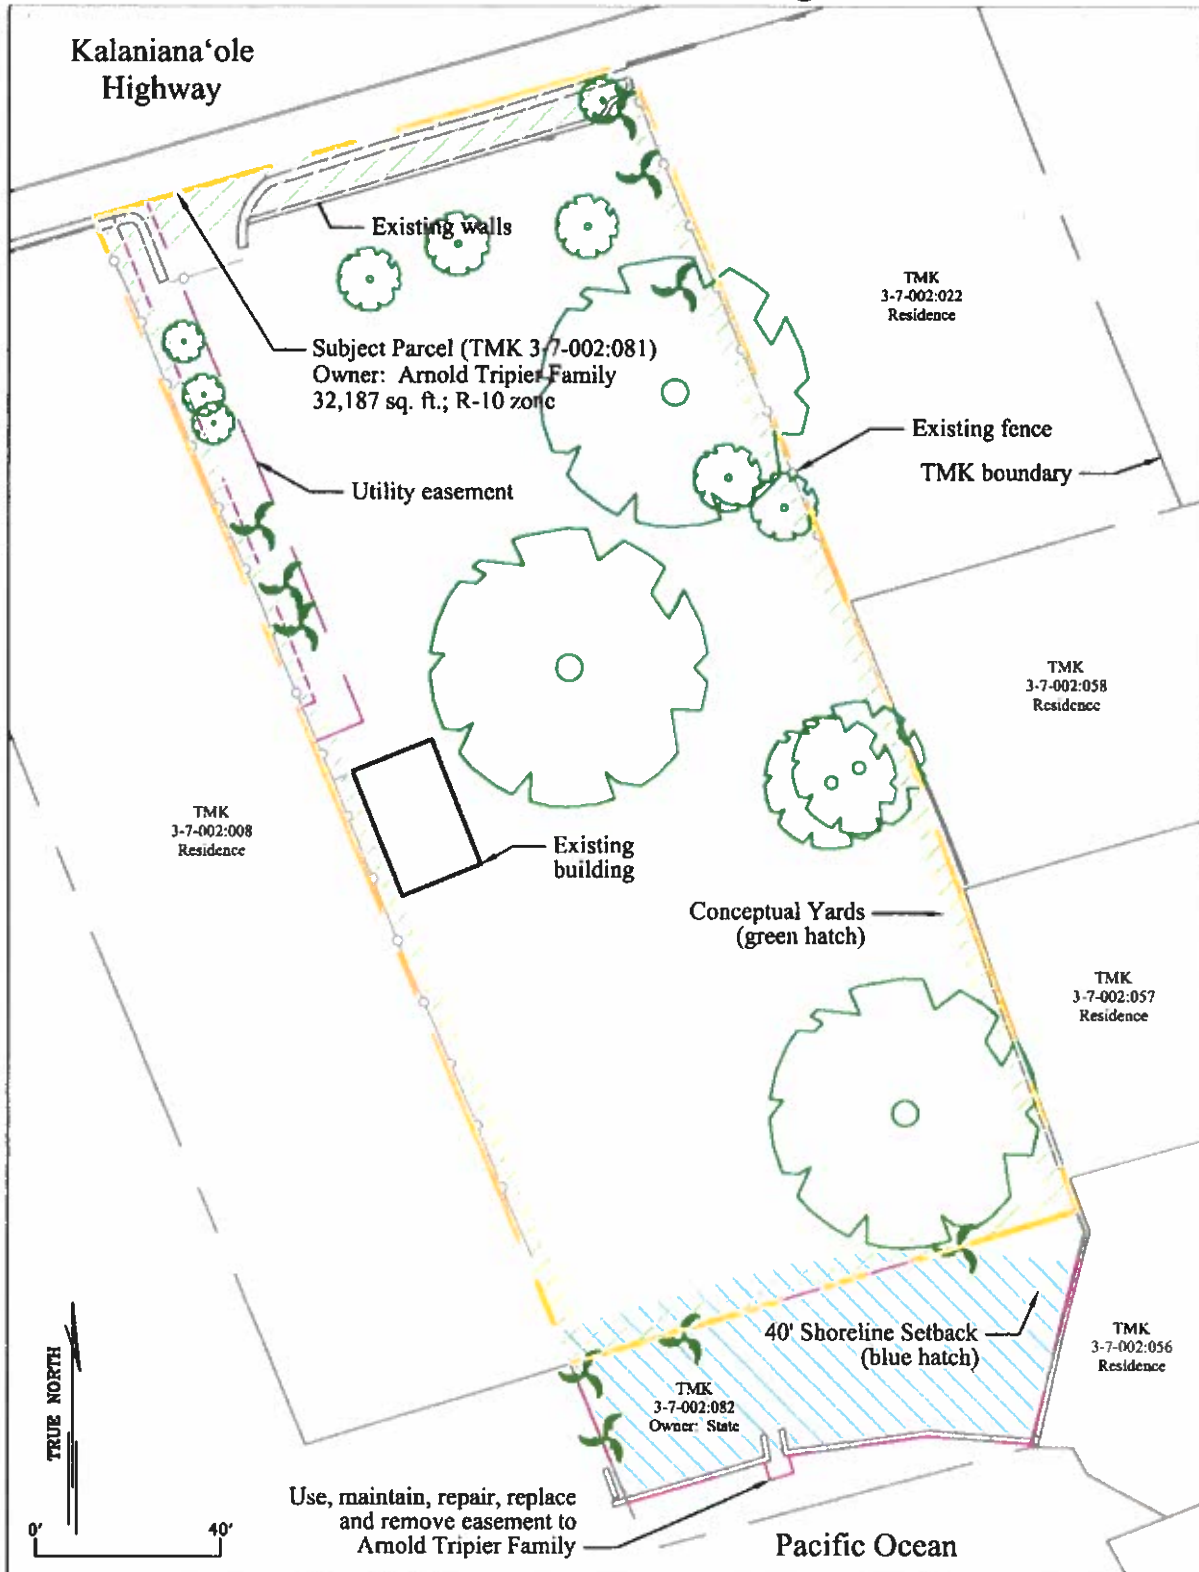 Kalaniana‘ole
Highway
Existing walls
TMK
3-7-002:022
Residence
Subject Parcel (TMK 3-7-002:081)
Owner: Arnold Tripier Family
32,187 sq. ft.; R-10 zone
Existing fence
TMK boundary
Utility easement
TMK
3-7-002:058
Residence
TMK
3-7-002:008
Residence
Existing
building
Conceptual Yards
(green hatch)
TMK
3-7-002:057
Residence
40' Shoreline Setback
(blue hatch)
TMK
3-7-002:056
Residence
TMK
3-7-002:082
Owner: State
TRUE NORTH
Use, maintain, repair, replace
and remove easement to
Arnold Tripier Family
0'
40'
Pacific Ocean